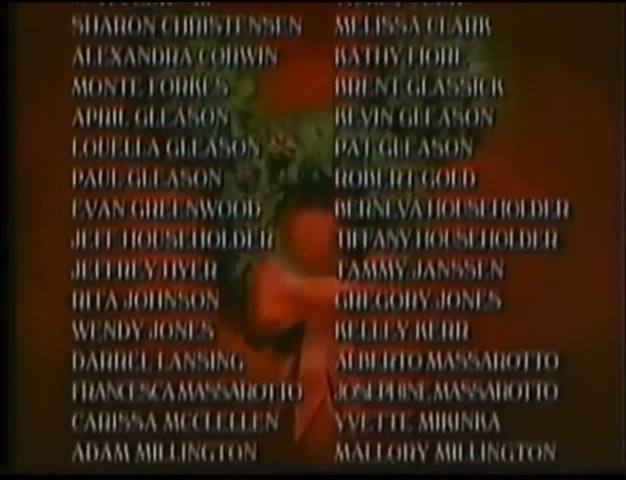 SHARON CHRISTENSEN MELISSA CLARK
ALEXANDRA CORWIN KATHY FIORE
MONTE FORBES BRENT GLASSICK
APRIL GLEASON KEVIN GLEASON
LOUELLA GLEASON PAT GLEASON
PAUL GLEASON ROBERT GOLD
EVAN GREENWOOD BERNEVA HOUSEHOLDER
JEFF HOUSEHOLDER TIFFANY HOUSEHOLDER
JEFFREY HYER TAMMY JANSSEN
RITA JOHNSON GREGORY JONES
WENDY JONES KELLEY KERR
DARREL LANSING ALBERTO MASSAROTTO
FRANCESCA MASSAROTTO JOSEPHINE MASSAROTTO
CARISSA MCCLELLEN YVETTE MIKINKA
ADAM MILLINGTON MALLORY MILLINGTON